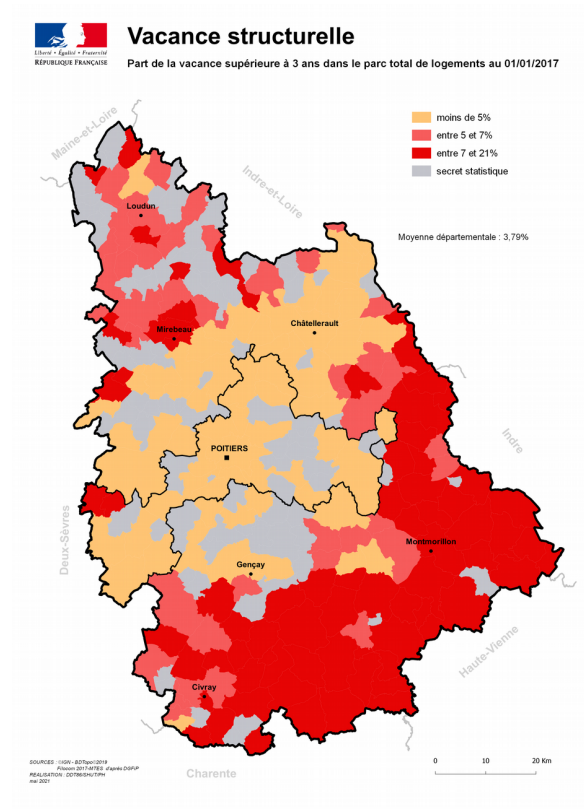 Vacance structurelle
Part de la vacance supérieure à 3 ans dans le parc total de logements au 01/01/2017
Liberté • Égalité • Fraternité
RÉPUBLIQUE FRANÇAISE
moins de 5%
entre 5 et 7%
entre 7 et 21%
secret statistique
Maine-et-Loire
Indre-et-Loire
Loudun
Moyenne départementale : 3,79%
Châtellerault
Mirebeau
POITIERS
Indre
Deux-Sèvres
Montmorillon
Gençay
Haute-Vienne
Civray
Charente
SOURCES : ©IGN - BDTopo©2018
Filocom 2017-MTES d'après DGFiP
REALISATION : DDT86/SHUT/PH
mai 2021
0 10 20 Km